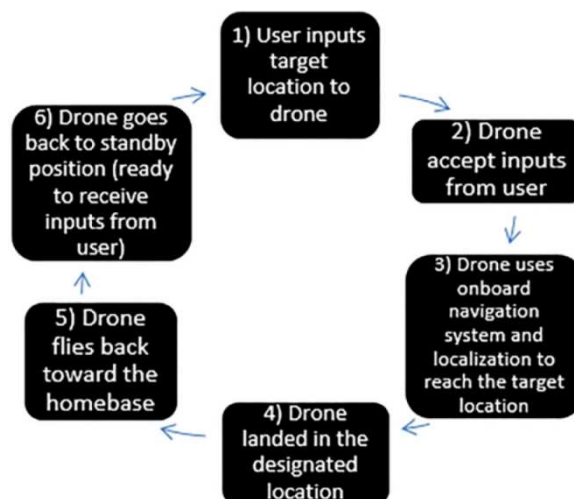 1) User inputs
target
location to
drone
2) Drone
accept inputs
from user
3) Drone uses
onboard
navigation
system and
localization to
reach the target
location
4) Drone
landed in the
designated
location
5) Drone
flies back
toward the
homebase
6) Drone goes
back to standby
position (ready
to receive
inputs from
user)